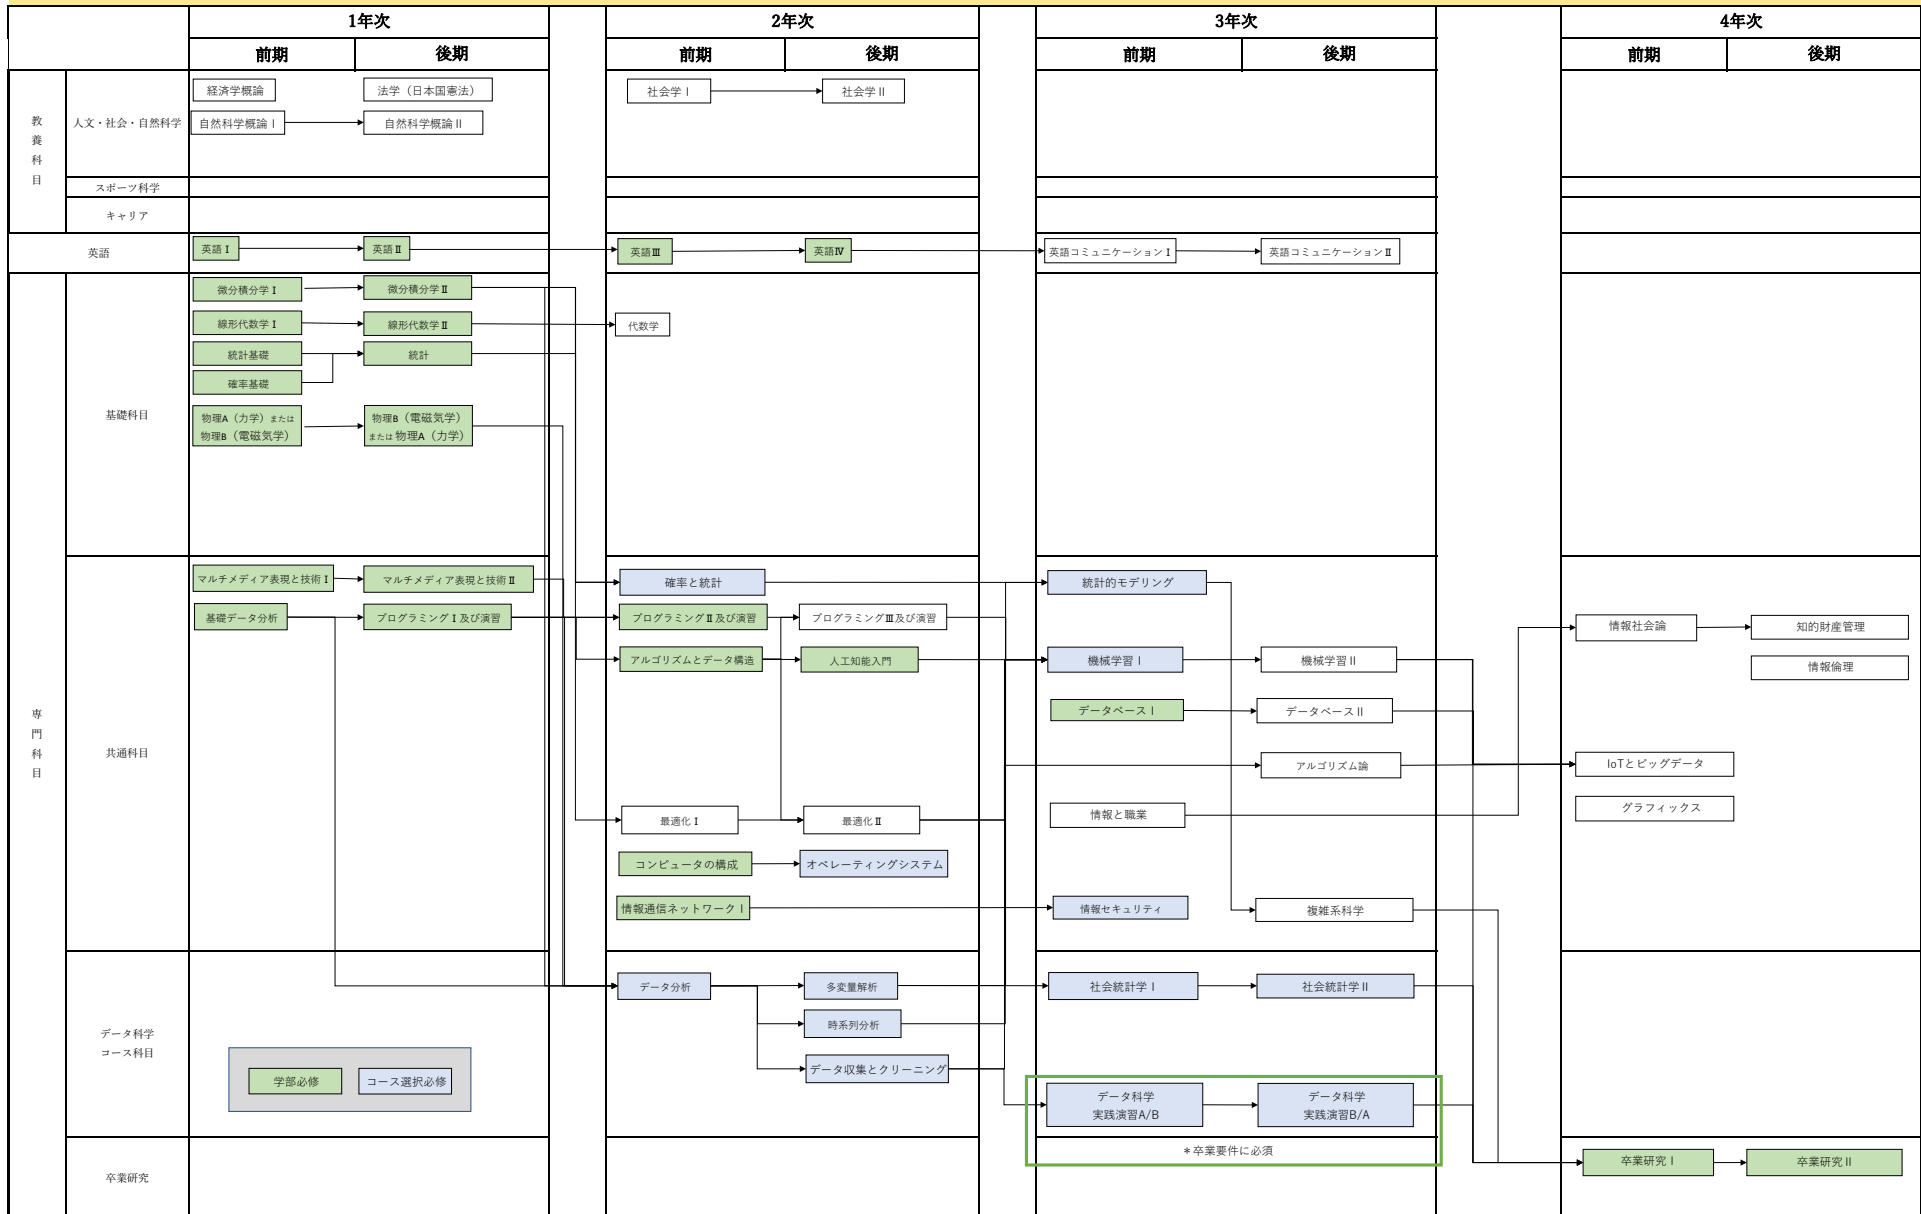 1年次
2年次
3年次
4年次
前期
後期
前期
後期
前期
後期
前期
後期
教養科目
人文・社会・自然科学
経済学概論
法学（日本国憲法）
社会学Ⅰ
社会学Ⅱ
自然科学概論Ⅰ
自然科学概論Ⅱ
スポーツ科学
キャリア
英語
英語Ⅰ
英語Ⅱ
英語Ⅲ
英語Ⅳ
英語コミュニケーションⅠ
英語コミュニケーションⅡ
専門科目
基礎科目
微分積分学Ⅰ
微分積分学Ⅱ
線形代数学Ⅰ
線形代数学Ⅱ
代数学
統計基礎
統計
確率基礎
物理A（力学）または
物理B（電磁気学）
物理B（電磁気学）
または物理A（力学）
共通科目
マルチメディア表現と技術Ⅰ
マルチメディア表現と技術Ⅱ
確率と統計
統計的モデリング
基礎データ分析
プログラミングⅠ及び演習
プログラミングⅡ及び演習
プログラミングⅢ及び演習
情報社会論
知的財産管理
アルゴリズムとデータ構造
人工知能入門
機械学習Ⅰ
機械学習Ⅱ
情報倫理
データベースⅠ
データベースⅡ
アルゴリズム論
IoTとビッグデータ
最適化Ⅰ
最適化Ⅱ
情報と職業
グラフィックス
コンピュータの構成
オペレーティングシステム
情報通信ネットワークⅠ
情報セキュリティ
複雑系科学
データ科学
コース科目
データ分析
多変量解析
社会統計学Ⅰ
社会統計学Ⅱ
時系列分析
データ収集とクリーニング
学部必修
コース選択必修
データ科学
実践演習A/B
データ科学
実践演習B/A
＊卒業要件に必須
卒業研究
卒業研究Ⅰ
卒業研究Ⅱ